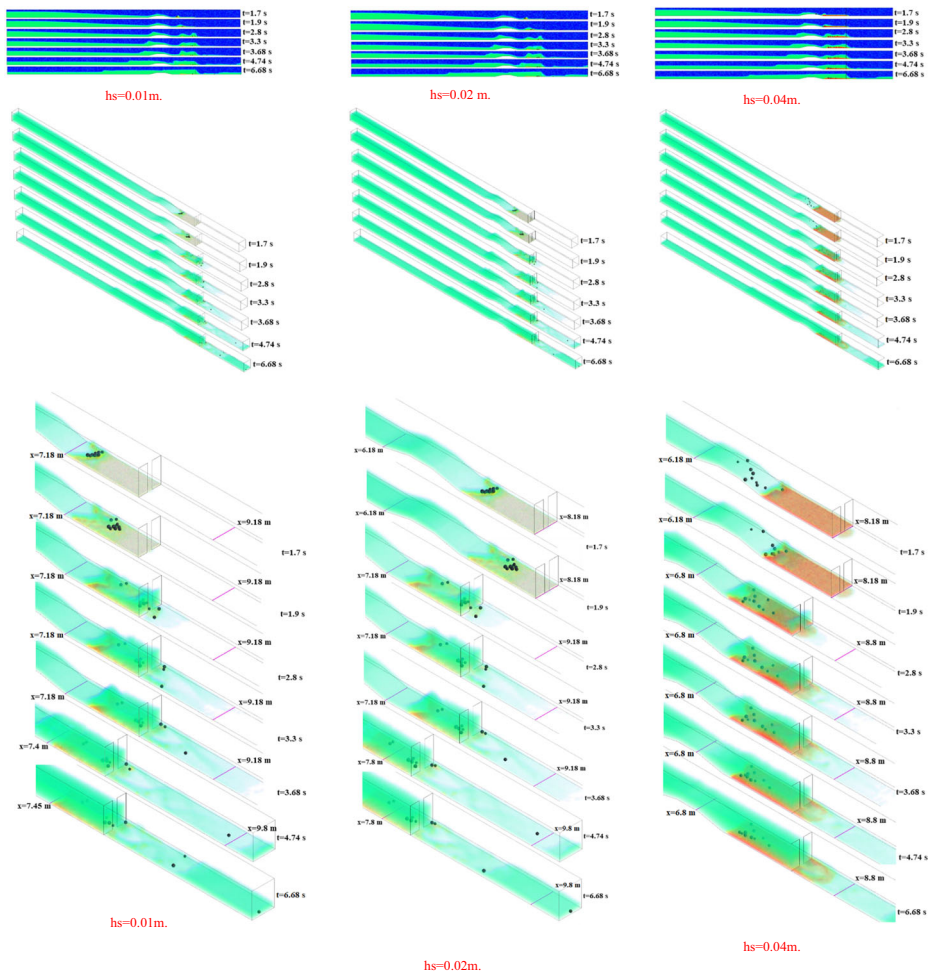 t=1.7 s
t=1.9 s
t=2.8 s
t=3.3 s
t=3.68 s
t=4.74 s
t=6.68 s
hs=0.01m.
t=1.7 s
t=1.9 s
t=2.8 s
t=3.3 s
t=3.68 s
t=4.74 s
t=6.68 s
hs=0.02 m.
t=1.7 s
t=1.9 s
t=2.8 s
t=3.3 s
t=3.68 s
t=4.74 s
t=6.68 s
hs=0.04m.
t=1.7 s
t=1.9 s
t=2.8 s
t=3.3 s
t=3.68 s
t=4.74 s
t=6.68 s
t=1.7 s
t=1.9 s
t=2.8 s
t=3.3 s
t=3.68 s
t=4.74 s
t=6.68 s
t=1.7 s
t=1.9 s
t=2.8 s
t=3.3 s
t=3.68 s
t=4.74 s
t=6.68 s
x=7.18 m
x=7.18 m
x=9.18 m
t=1.7 s
x=7.18 m
x=9.18 m
t=1.9 s
x=7.18 m
x=9.18 m
t=2.8 s
x=7.18 m
x=9.18 m
t=3.3 s
x=7.4 m
x=9.18 m
t=3.68 s
x=7.45 m
x=9.8 m
t=4.74 s
t=6.68 s
hs=0.01m.
x=6.18 m
x=6.18 m
x=8.18 m
t=1.7 s
x=7.18 m
x=8.18 m
t=1.9 s
x=7.18 m
x=9.18 m
t=2.8 s
x=7.18 m
x=9.18 m
t=3.3 s
x=7.8 m
x=9.18 m
t=3.68 s
x=7.8 m
x=9.8 m
t=4.74 s
x=9.8 m
t=6.68 s
hs=0.02m.
x=6.18 m
x=6.18 m
x=8.18 m
t=1.7 s
x=6.8 m
x=8.18 m
t=1.9 s
x=6.8 m
x=8.8 m
t=2.8 s
x=6.8 m
x=8.8 m
t=3.3 s
x=6.8 m
x=8.8 m
t=3.68 s
x=6.8 m
x=8.8 m
t=4.74 s
x=8.8 m
t=6.68 s
hs=0.04m.